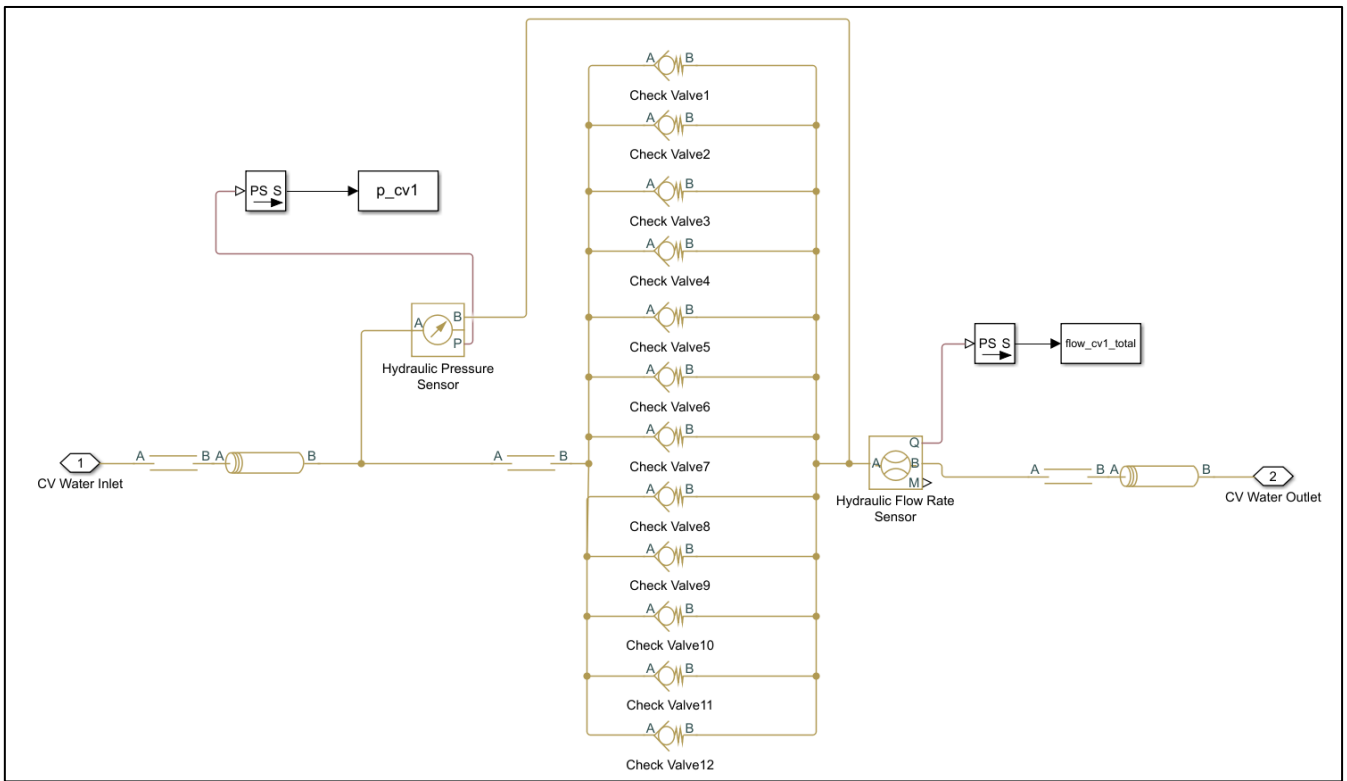 A B
Check Valve1
A B
Check Valve2
PS S
p_cv1
A B
Check Valve3
A B
Check Valve4
A B
P
Hydraulic Pressure
Sensor
A B
Check Valve5
PS S
flow_cv1_total
A B
Check Valve6
A B
Check Valve7
1
CV Water Inlet
A B A B
A B
Q
A B
M
Hydraulic Flow Rate
Sensor
A B A B
2
CV Water Outlet
A B
Check Valve8
A B
Check Valve9
A B
Check Valve10
A B
Check Valve11
A B
Check Valve12